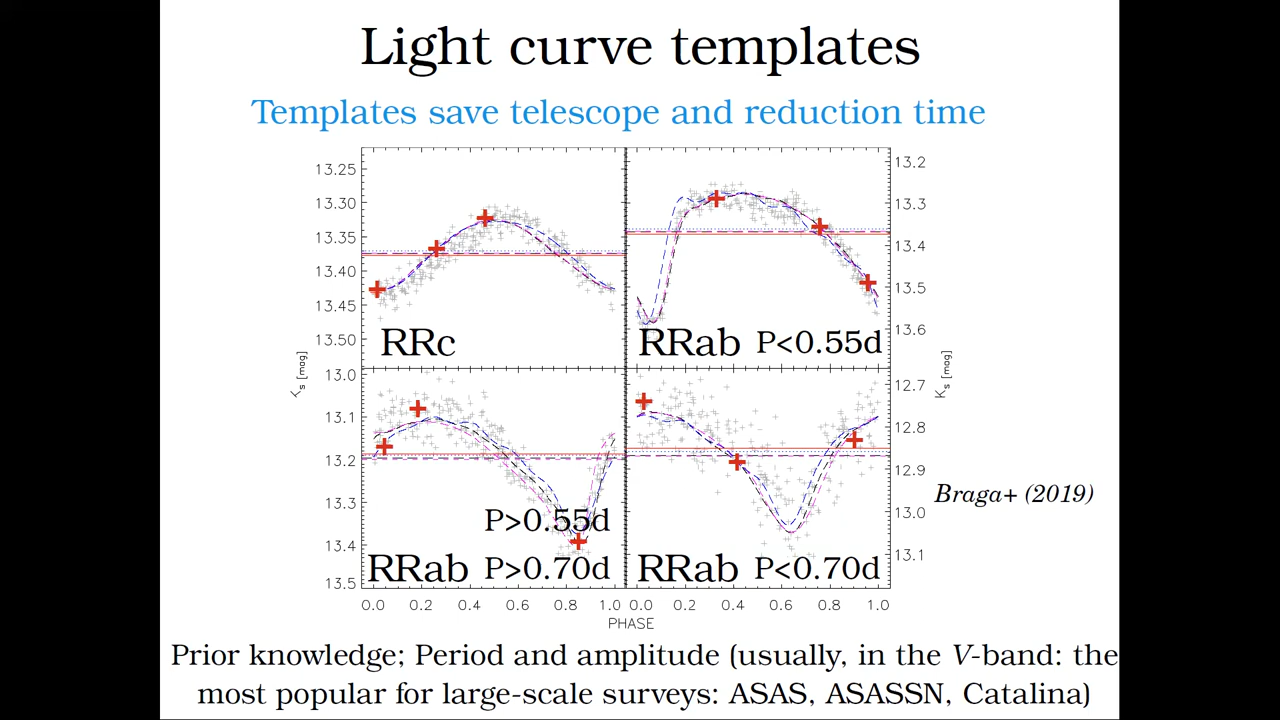 Light curve templates
Templates save telescope and reduction time
13.25
13.30
13.35
13.40
13.45
13.50
RRc
13.2
13.3
13.4
13.5
13.6
RRab P<0.55d
Ks [mag]
Ks [mag]
13.0
13.1
13.2
13.3
13.4
13.5
P>0.55d
RRab P>0.70d
12.7
12.8
12.9
13.0
13.1
RRab P<0.70d
Braga+ (2019)
0.0 0.2 0.4 0.6 0.8 1.0 0.0 0.2 0.4 0.6 0.8 1.0
PHASE
Prior knowledge; Period and amplitude (usually, in the V-band: the
most popular for large-scale surveys: ASAS, ASASSN, Catalina)